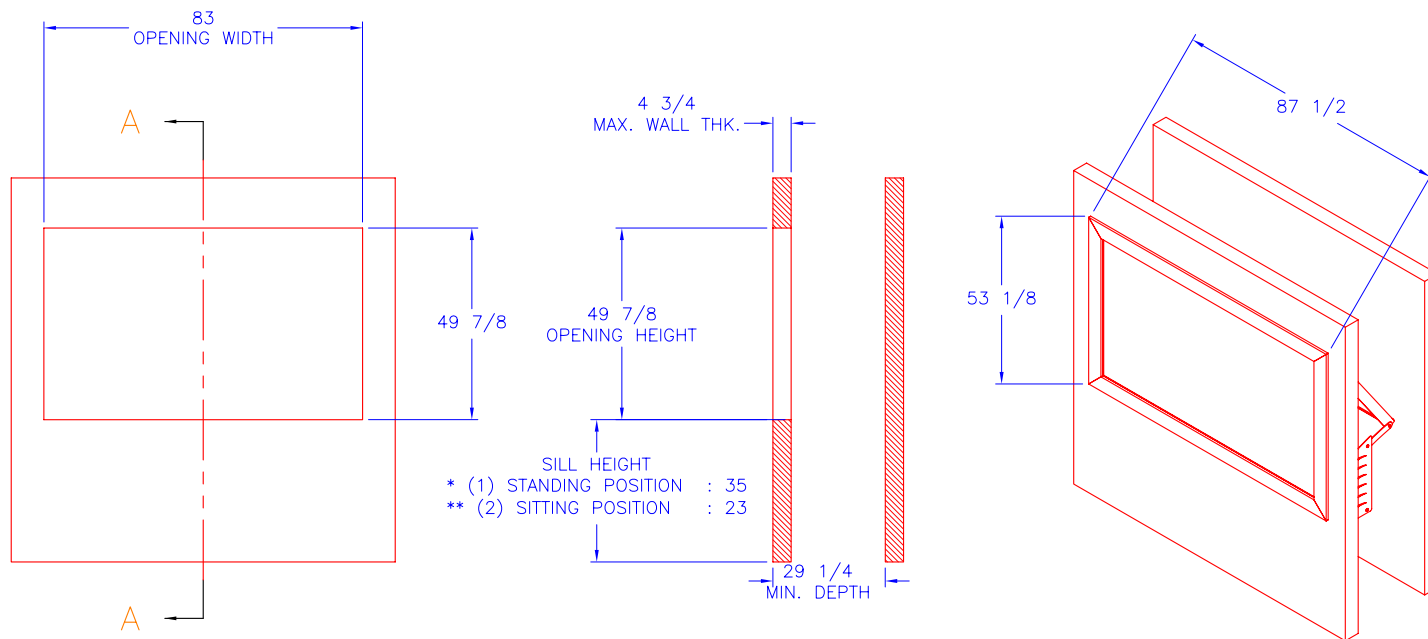 83
OPENING WIDTH
A
A
49 7/8
4 3/4
MAX. WALL THK.
49 7/8
OPENING HEIGHT
SILL HEIGHT
* (1) STANDING POSITION : 35
** (2) SITTING POSITION : 23
29 1/4
MIN. DEPTH
87 1/2
53 1/8